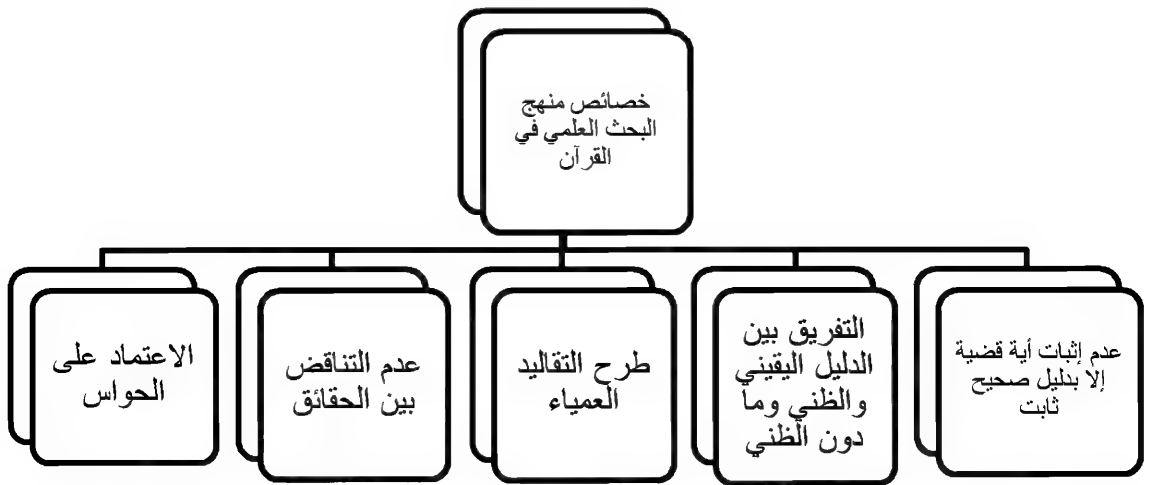 خصائص منهج
البحث العلمي في
القرآن
عدم إثبات أية قضية
إلا بدليل صحيح
ثابت
التفريق بين
الدليل اليقيني
والظني وما
دون الظني
طرح التقاليد
العمياء
عدم التناقض
بين الحقائق
الاعتماد على
الحواس